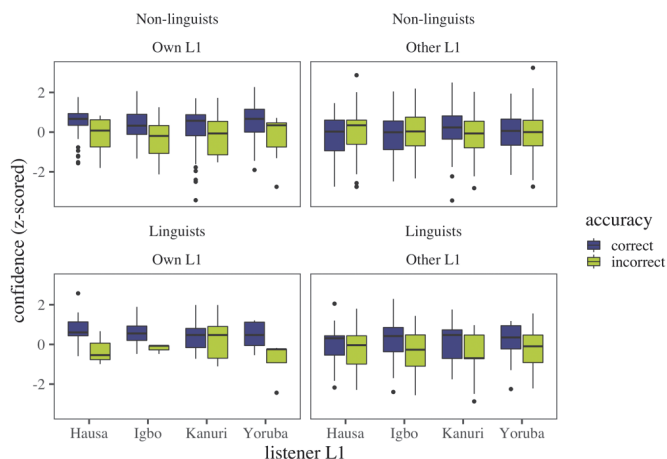 Non-linguists
Own L1
Non-linguists
Other L1
2
0
-2
Linguists
Own L1
Linguists
Other L1
2
0
-2
confidence (z-scored)
Hausa Igbo Kanuri Yoruba
Hausa Igbo Kanuri Yoruba
listener L1
accuracy
correct
incorrect